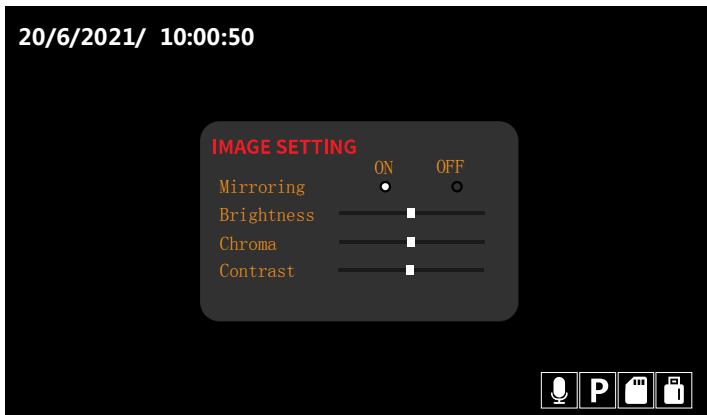 20/6/2021/ 10:00:50
IMAGE SETTING
ON OFF
Mirroring
Brightness
Chroma
Contrast
P